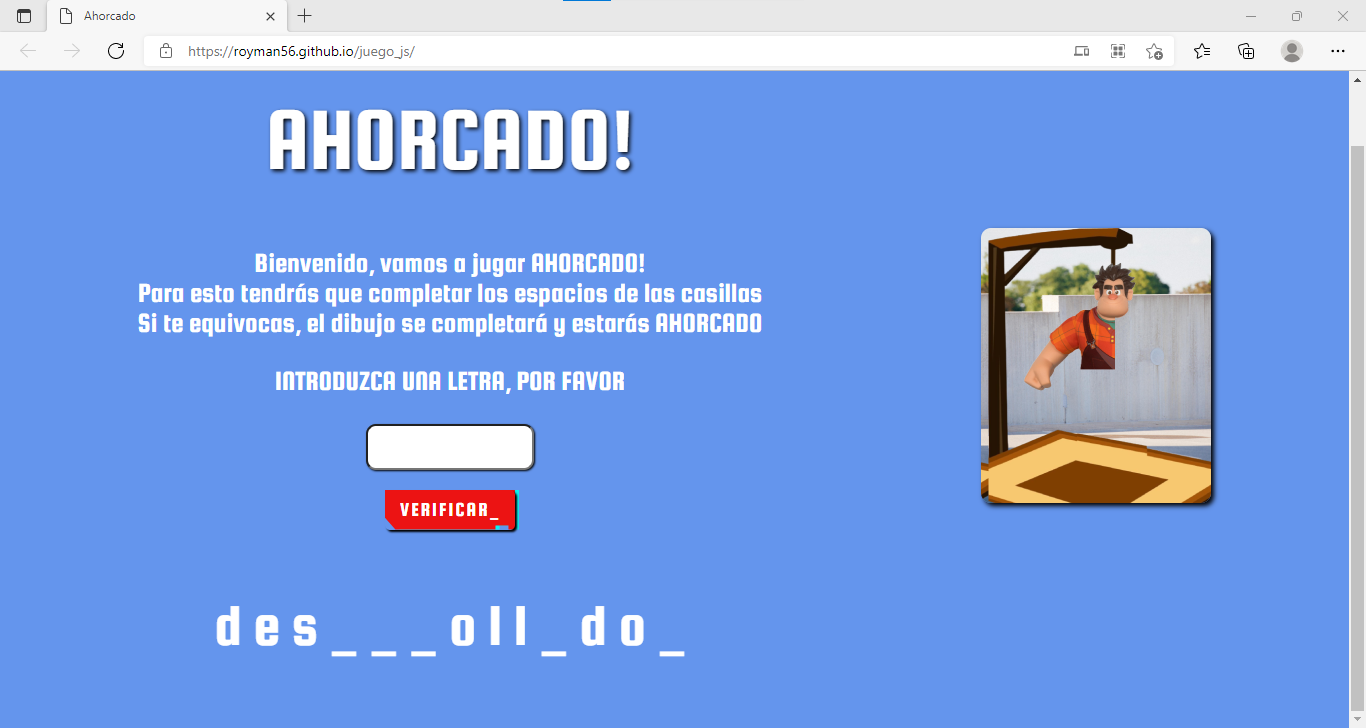 Ahorcado
https://royman56.github.io/juego_js/
AHORCADO!
Bienvenido, vamos a jugar AHORCADO!
Para esto tendrás que completar los espacios de las casillas
Si te equivocas, el dibujo se completará y estarás AHORCADO
INTRODUZCA UNA LETRA, POR FAVOR
VERIFICAR_
d e s _ _ _ o l l _ d o _